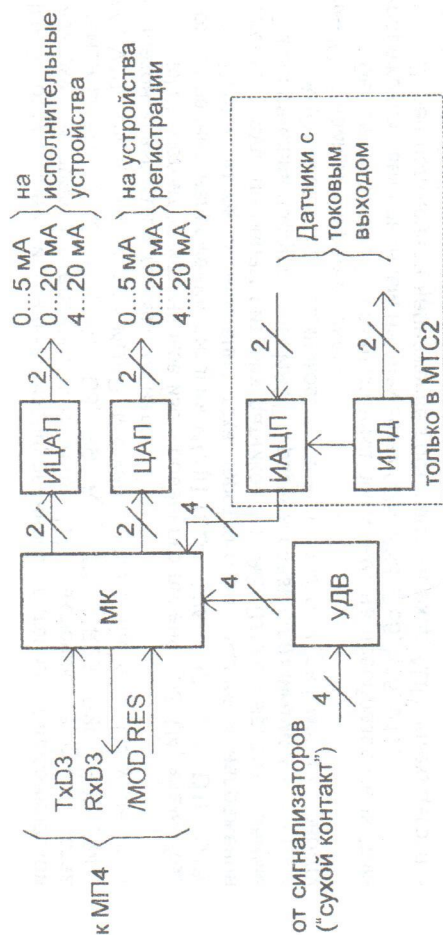 к МП4
TxD3
RxD3
/MOD RES
МК
2
2
ИЦАП
ЦАП
2
2
0...5 мА
0...20 мА
4...20 мА
на
исполнительные
устройства
0...5 мА
0...20 мА
4...20 мА
на устройства
регистрации
от сигнализаторов
("сухой контакт")
4
УДВ
4
4
ИАЦП
ИПД
2
2
Датчики с
токовым
выходом
только в МТС2